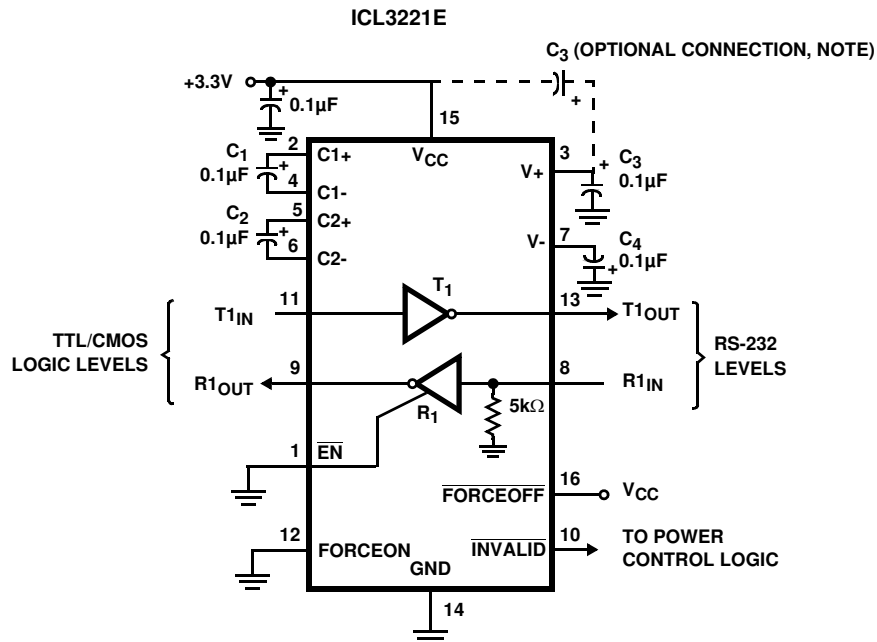 ICL3221E
C3 (OPTIONAL CONNECTION, NOTE)
+3.3V
+
0.1µF
+
15
2
C1
0.1µF
+
4
C1+
C1-
VCC
3
V+
+
C3
0.1µF
5
C2
0.1µF
+
6
C2+
C2-
7
V-
C4
0.1µF
+
T1IN
11
T1
13
T1OUT
TTL/CMOS
LOGIC LEVELS
RS-232
LEVELS
R1OUT
9
R1
5kΩ
8
R1IN
1
EN
16
FORCEOFF
VCC
12
FORCEON
10
INVALID
TO POWER
CONTROL LOGIC
GND
14